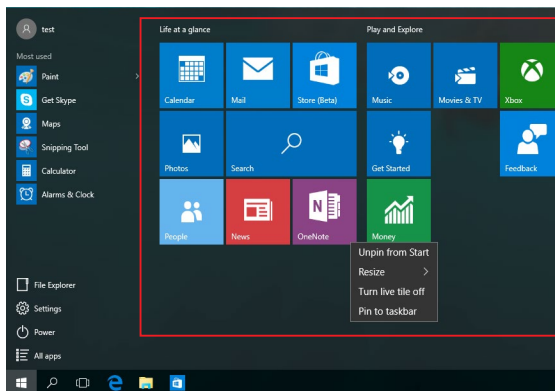 test
Most used
Paint
Get Skype
Maps
Snipping Tool
Calculator
Alarms & Clock
File Explorer
Settings
Power
All apps
Life at a glance
Play and Explore
Calendar
Mail
Store (Beta)
Music
Movies & TV
Xbox
Photos
Search
Get Started
Feedback
People
News
OneNote
Money
Unpin from Start
Resize
Turn live tile off
Pin to taskbar